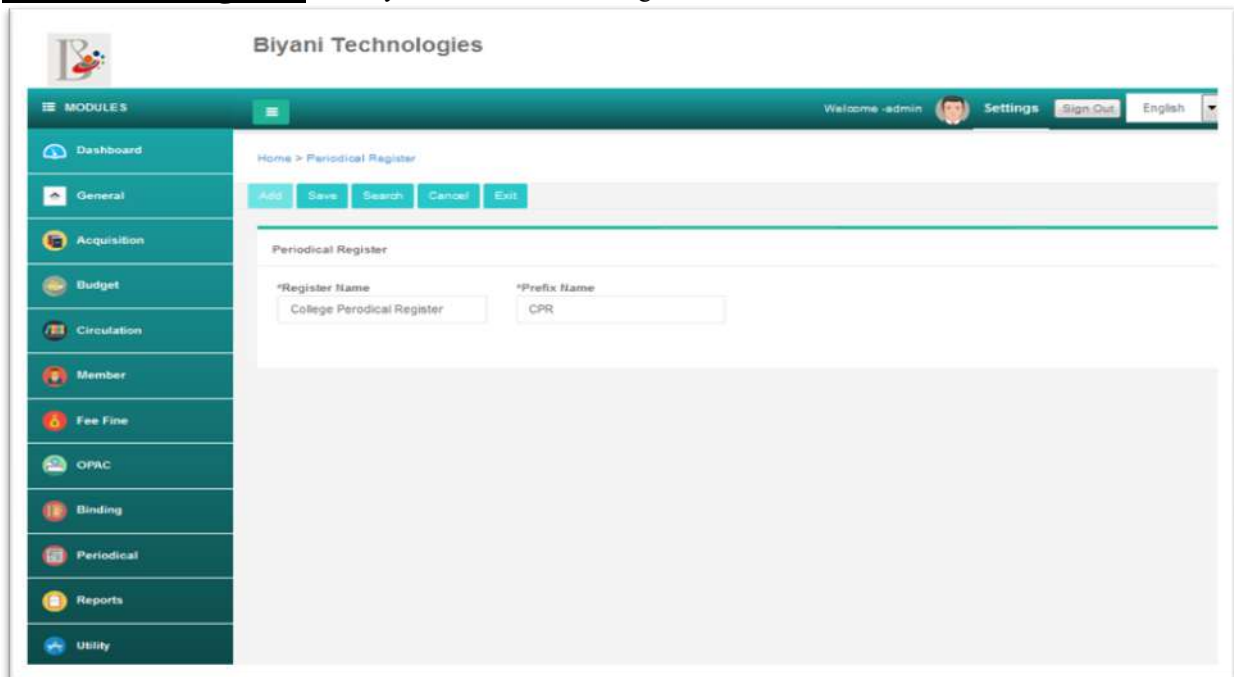 Biyani Technologies
MODULES
Welcome -admin Settings Sign Out English
Dashboard
General
Acquisition
Budget
Circulation
Member
Fee Fine
OPAC
Binding
Periodical
Reports
Utility
Home > Periodical Register
Add Save Search Cancel Exit
Periodical Register
*Register Name *Prefix Name
College Perodical Register CPR